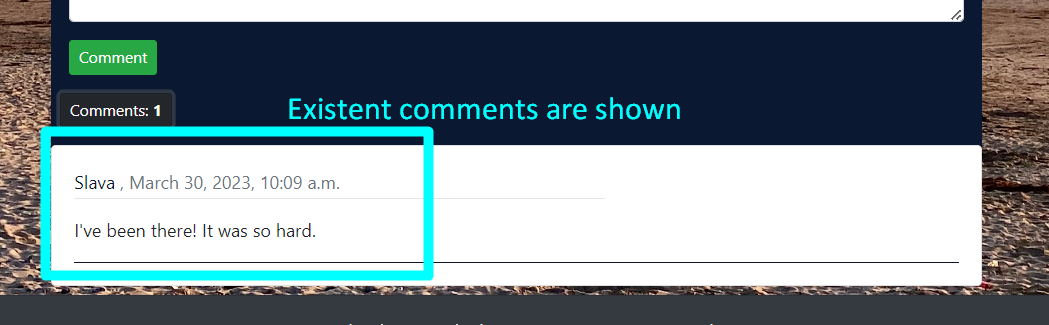 Comment
Comments: 1
Existent comments are shown
Slava , March 30, 2023, 10:09 a.m.
I've been there! It was so hard.